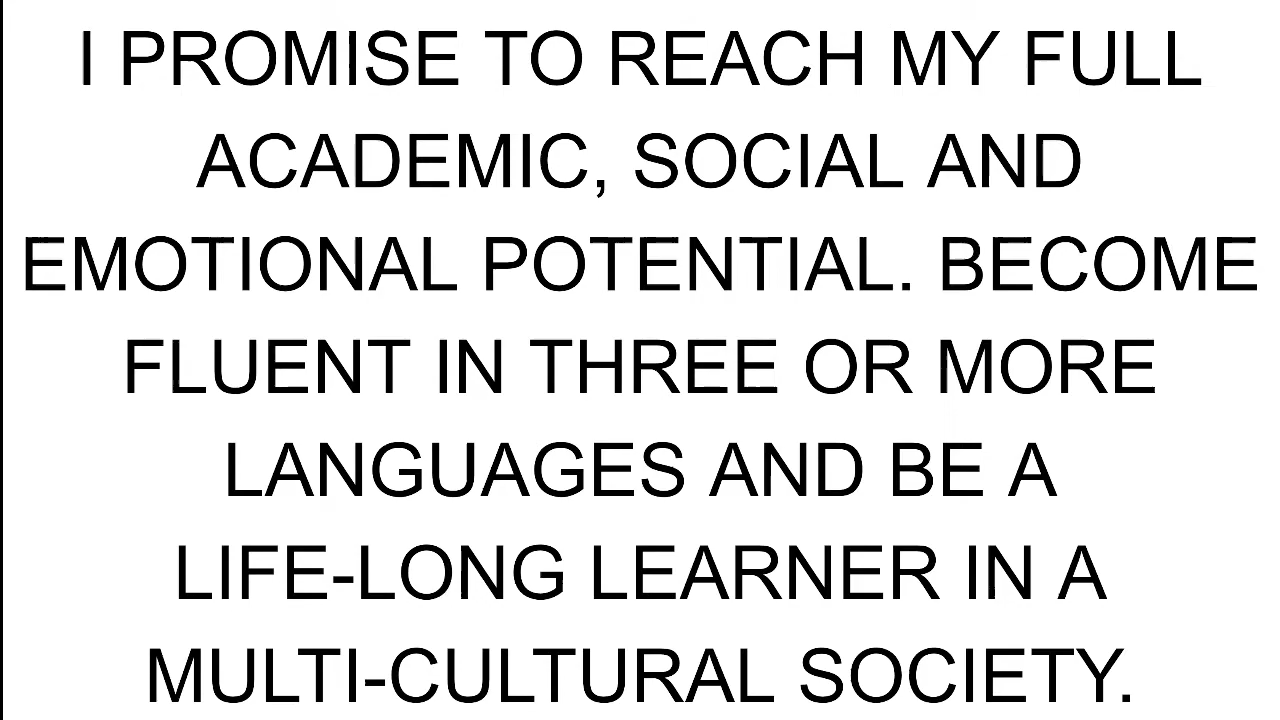 I PROMISE TO REACH MY FULL
ACADEMIC, SOCIAL AND
EMOTIONAL POTENTIAL. BECOME
FLUENT IN THREE OR MORE
LANGUAGES AND BE A
LIFE-LONG LEARNER IN A
MULTI-CULTURAL SOCIETY.